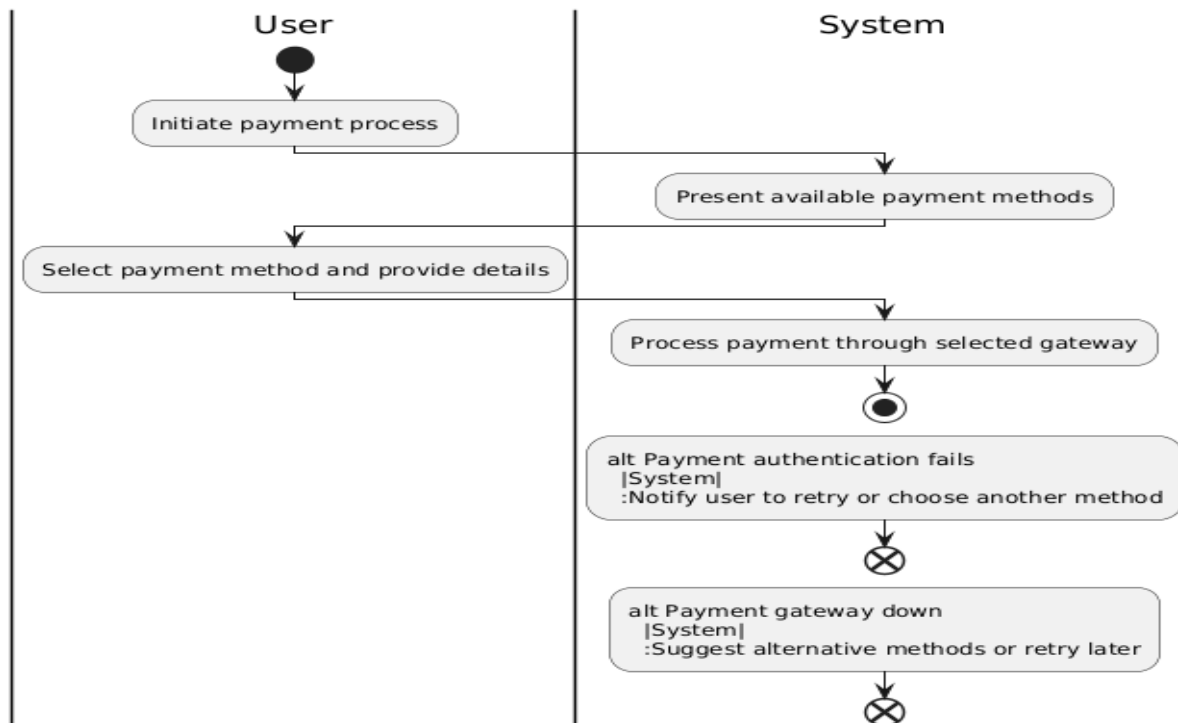 User
System
Initiate payment process
Present available payment methods
Select payment method and provide details
Process payment through selected gateway
alt Payment authentication fails
|System|
:Notify user to retry or choose another method
alt Payment gateway down
|System|
:Suggest alternative methods or retry later